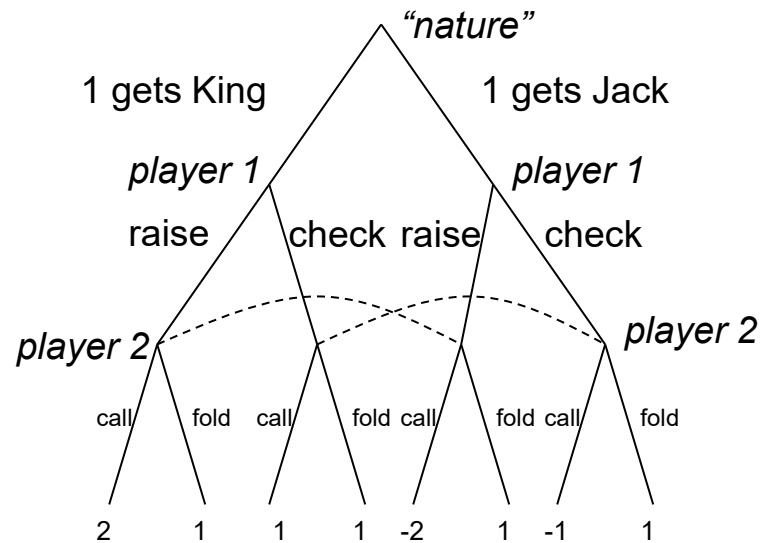 “nature”
1 gets King
1 gets Jack
player 1
player 1
raise
check
raise
check
player 2
player 2
call
fold
call
fold
call
fold
call
fold
2
1
1
1
-2
1
-1
1